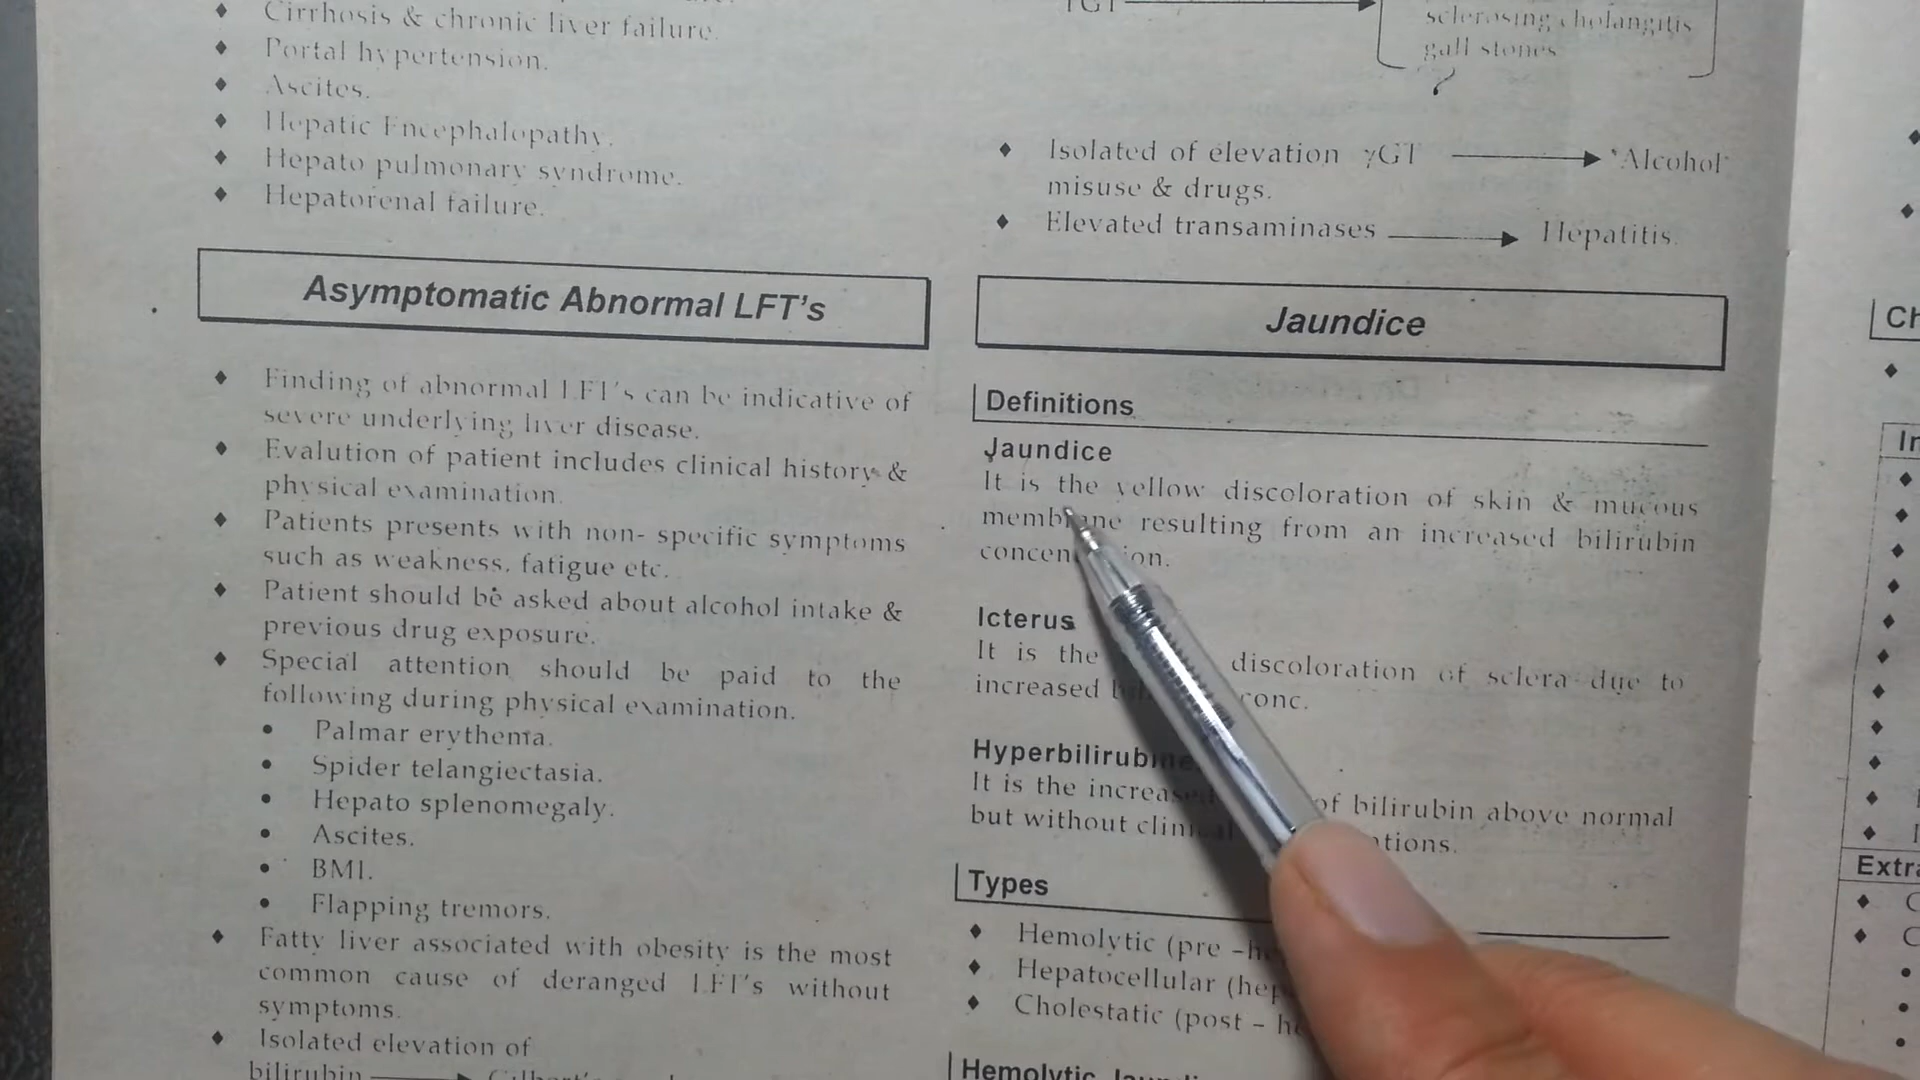 Cirrhosis & chronic liver failure.
Portal hypertension.
Ascites.
Hepatic Encephalopathy.
Hepato pulmonary syndrome.
Hepatorenal failure.
Asymptomatic Abnormal LFT's
Finding of abnormal LFT's can be indicative of
severe underlying liver disease.
Evalution of patient includes clinical history &
physical examination.
Patients presents with non- specific symptoms
such as weakness, fatigue etc.
Patient should be asked about alcohol intake &
previous drug exposure.
Special attention should be paid to the
following during physical examination.
Palmar erythema.
Spider telangiectasia.
Hepato splenomegaly.
Ascites.
BMI.
Flapping tremors.
Fatty liver associated with obesity is the most
common cause of deranged LFT's without
symptoms.
Isolated elevation of
bilirubin
γGT
sclerosing cholangitis
gall stones
?
Isolated of elevation γGT → 'Alcohol'
misuse & drugs.
Elevated transaminases → Hepatitis.
Jaundice
Definitions
Jaundice
It is the yellow discoloration of skin & mucous
membrane resulting from an increased bilirubin
Icterus
It is the discoloration of sclera due to
increased conc.
It is the of bilirubin above normal
but without
Types
Hemolytic (pre
Hepatocellular
Cholestatic (post -
Hemolytic